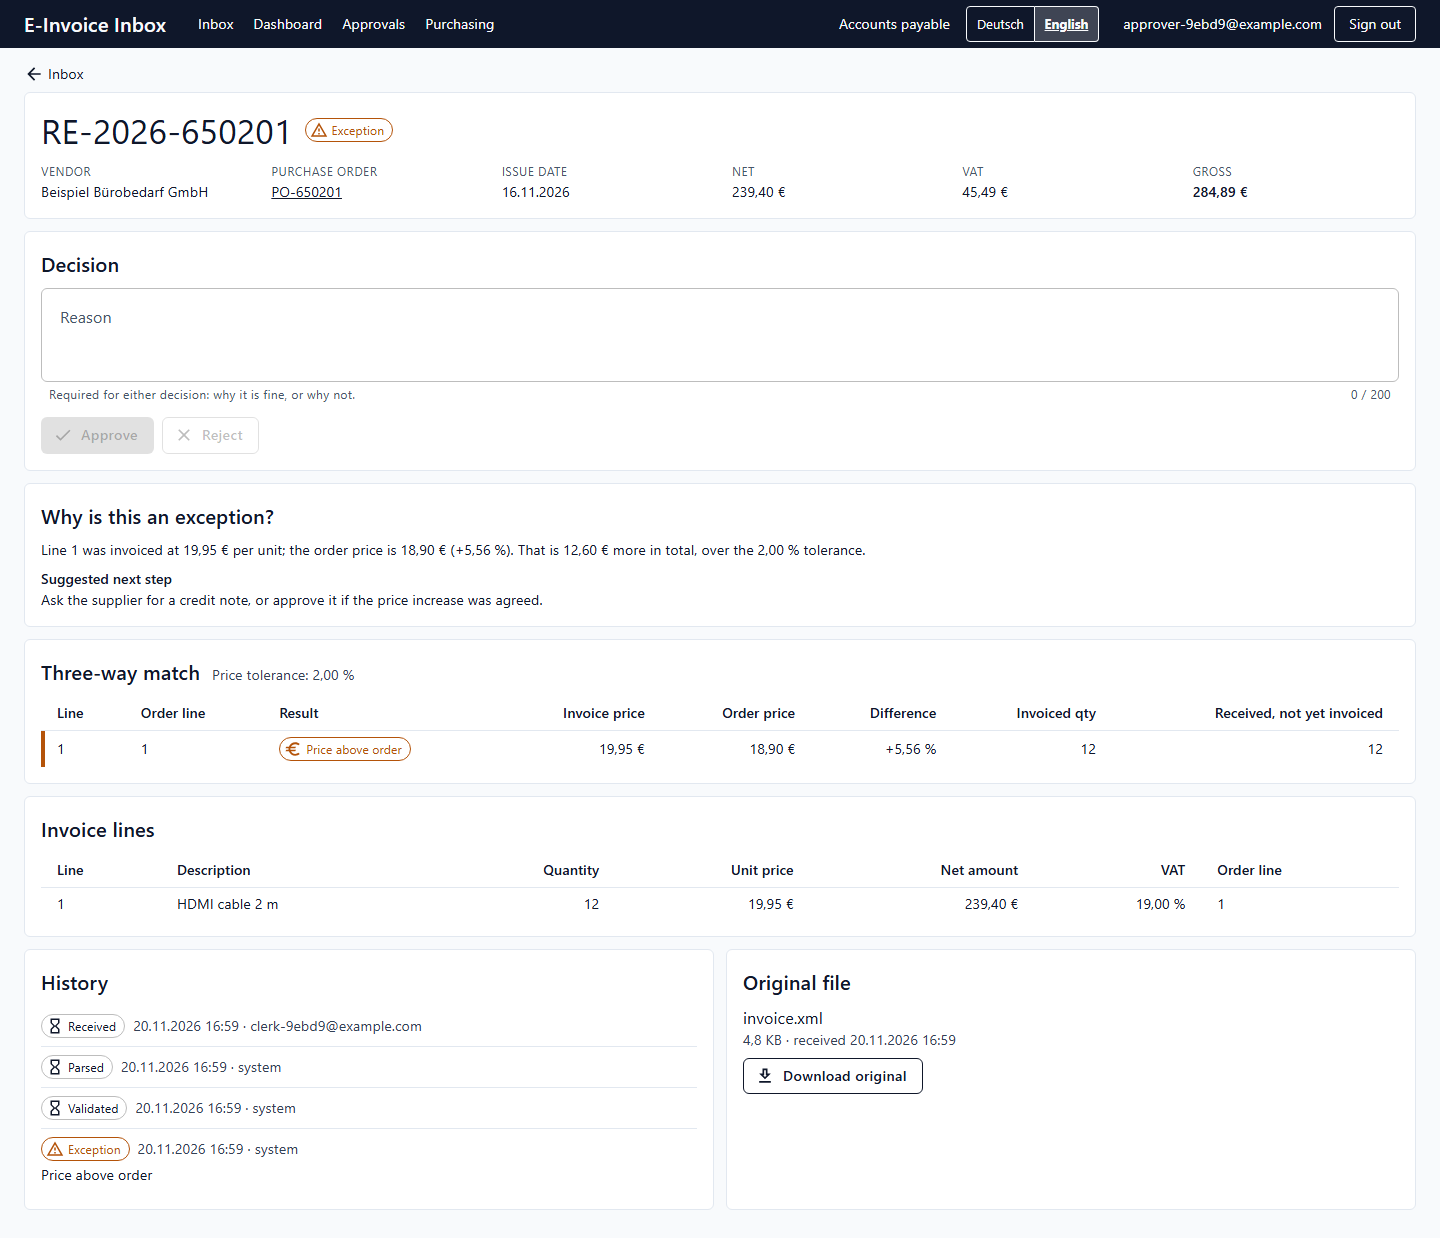 E-Invoice Inbox Inbox Dashboard Approvals Purchasing Accounts payable Deutsch English approver-9ebd9@example.com Sign out
Inbox
RE-2026-650201 Exception
VENDOR PURCHASE ORDER ISSUE DATE NET VAT GROSS
Beispiel Bürobedarf GmbH PO-650201 16.11.2026 239,40 € 45,49 € 284,89 €
Decision
Reason
Required for either decision: why it is fine, or why not. 0 / 200
Approve Reject
Why is this an exception?
Line 1 was invoiced at 19,95 € per unit; the order price is 18,90 € (+5,56 %). That is 12,60 € more in total, over the 2,00 % tolerance.
Suggested next step
Ask the supplier for a credit note, or approve it if the price increase was agreed.
Three-way match Price tolerance: 2,00 %
Line Order line Result Invoice price Order price Difference Invoiced qty Received, not yet invoiced
1 1 Price above order 19,95 € 18,90 € +5,56 % 12 12
Invoice lines
Line Description Quantity Unit price Net amount VAT Order line
1 HDMI cable 2 m 12 19,95 € 239,40 € 19,00 % 1
History
Received 20.11.2026 16:59 · clerk-9ebd9@example.com
Parsed 20.11.2026 16:59 · system
Validated 20.11.2026 16:59 · system
Exception 20.11.2026 16:59 · system
Price above order
Original file
invoice.xml
4,8 KB · received 20.11.2026 16:59
Download original